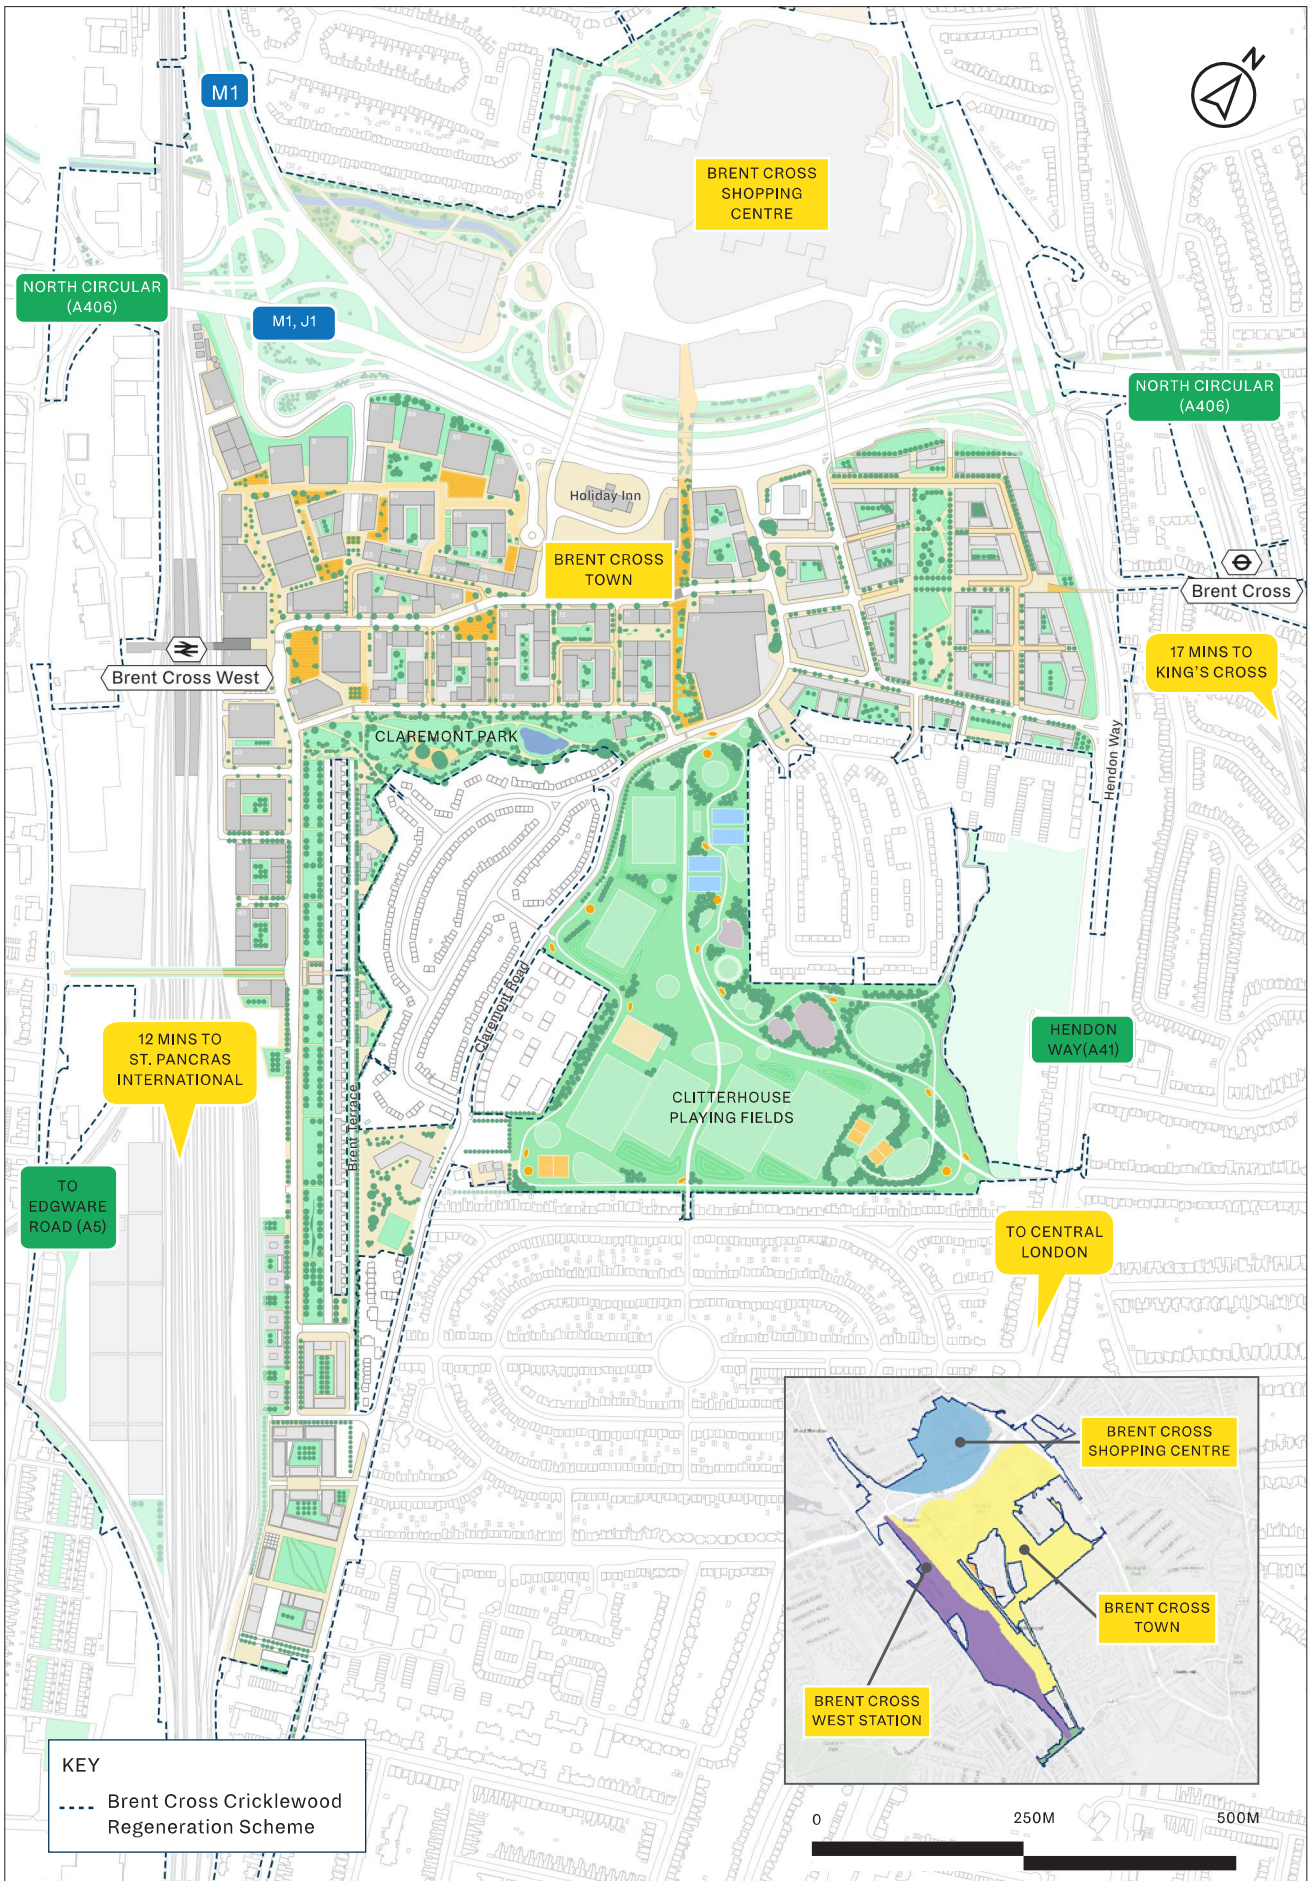 N
M1
BRENT CROSS
SHOPPING
CENTRE
NORTH CIRCULAR
(A406)
M1, J1
NORTH CIRCULAR
(A406)
Holiday Inn
BRENT CROSS
TOWN
Brent Cross
Brent Cross West
17 MINS TO
KING'S CROSS
CLAREMONT PARK
Hendon Way
Claremont Road
12 MINS TO
ST. PANCRAS
INTERNATIONAL
HENDON
WAY(A41)
Brent Terrace
CLITTERHOUSE
PLAYING FIELDS
TO
EDGWARE
ROAD (A5)
TO CENTRAL
LONDON
BRENT CROSS
SHOPPING CENTRE
BRENT CROSS
TOWN
BRENT CROSS
WEST STATION
KEY
Brent Cross Cricklewood
Regeneration Scheme
0
250M
500M